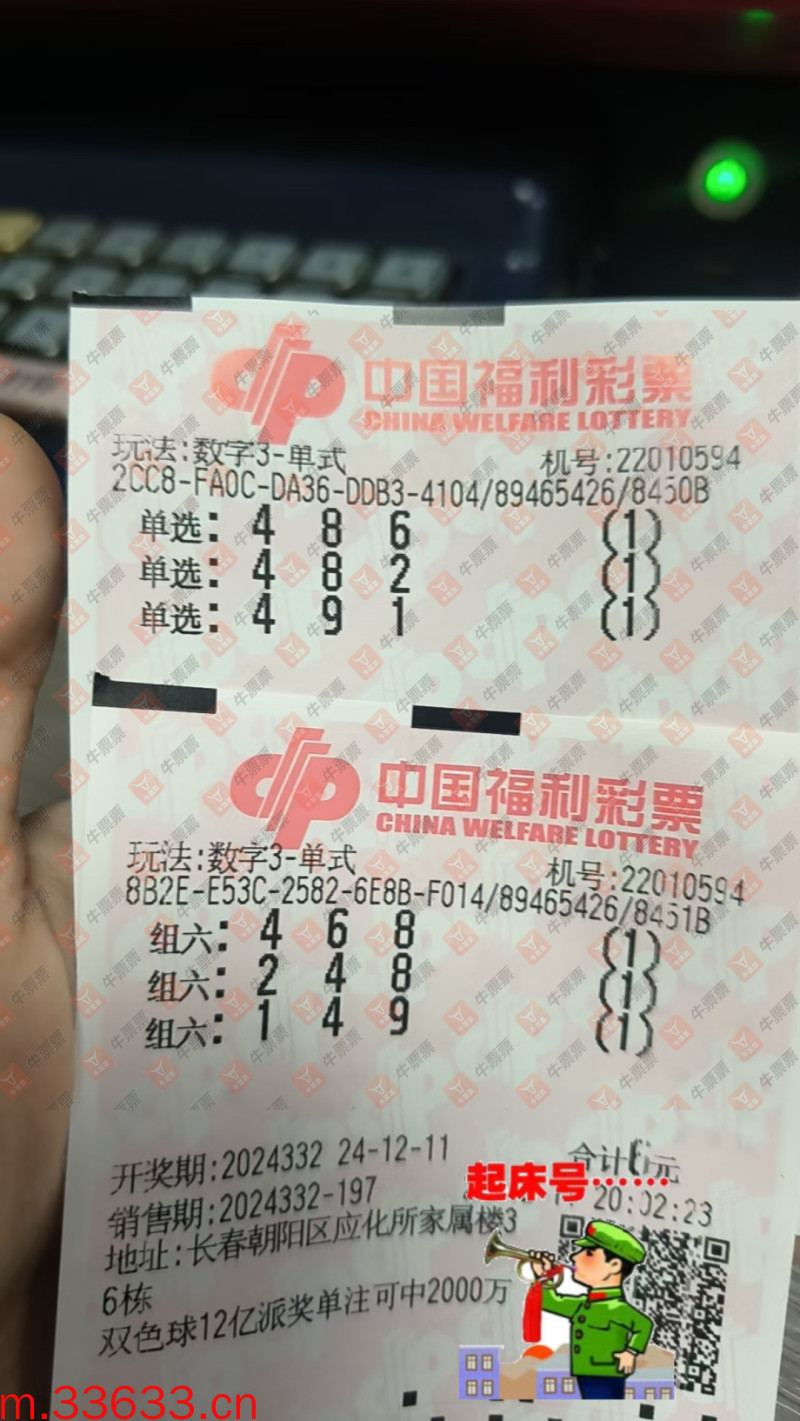 中国福利彩票
CHINA WELFARE LOTTERY
玩法:数字3-单式 机号:22010594
2CC8-FA0C-DA36-DDB3-4104/89465426/8450B
单选: 4 8 6 (1)
单选: 4 8 2 (1)
单选: 4 9 1 (1)
中国福利彩票
CHINA WELFARE LOTTERY
玩法:数字3-单式 机号:22010594
8B2E-E53C-2582-6E8B-F014/89465426/8451B
组六: 4 6 8 (1)
组六: 2 4 8 (1)
组六: 1 4 9 (1)
开奖期:2024332 24-12-11 合计6元
销售期:2024332-197 20:02:23
起床号……
地址:长春朝阳区应化所家属楼3
6栋
双色球12亿派奖单注可中2000万
m.33633.cn
牛票票